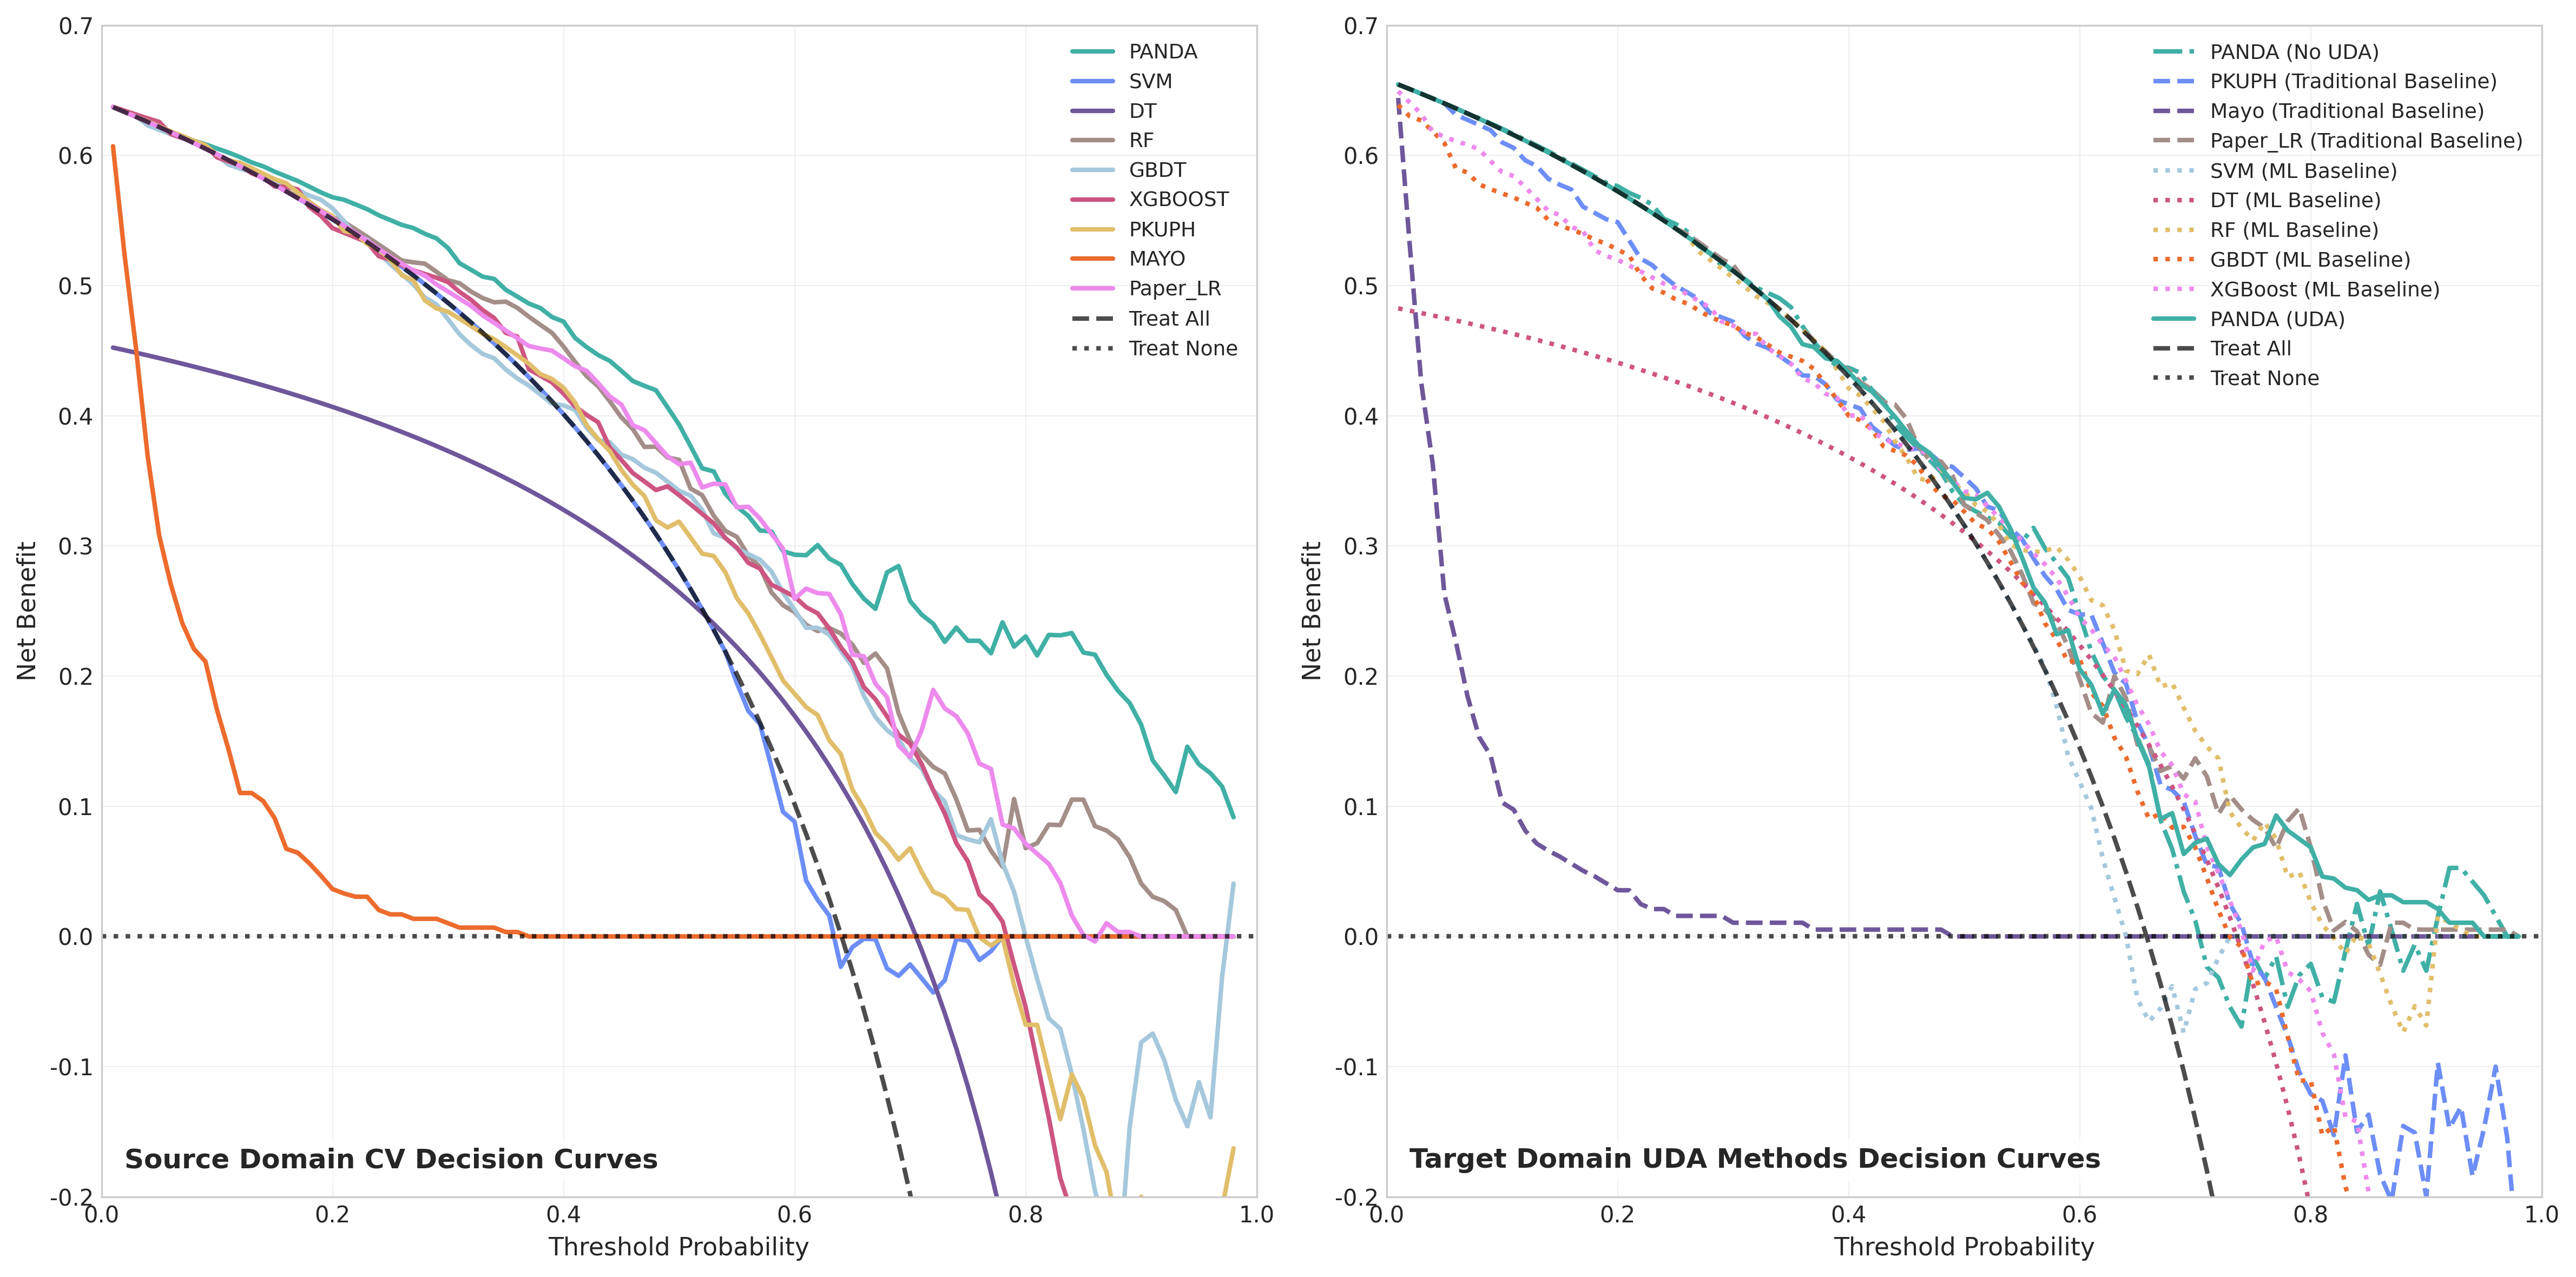 0.7
0.6
0.5
0.4
0.3
0.2
0.1
0.0
-0.1
-0.2
Net Benefit
PANDA
SVM
DT
RF
GBDT
XGBOOST
PKUPH
MAYO
Paper_LR
Treat All
Treat None
Source Domain CV Decision Curves
0.0 0.2 0.4 0.6 0.8 1.0
Threshold Probability
0.7
0.6
0.5
0.4
0.3
0.2
0.1
0.0
-0.1
-0.2
Net Benefit
PANDA (No UDA)
PKUPH (Traditional Baseline)
Mayo (Traditional Baseline)
Paper_LR (Traditional Baseline)
SVM (ML Baseline)
DT (ML Baseline)
RF (ML Baseline)
GBDT (ML Baseline)
XGBoost (ML Baseline)
PANDA (UDA)
Treat All
Treat None
Target Domain UDA Methods Decision Curves
0.0 0.2 0.4 0.6 0.8 1.0
Threshold Probability